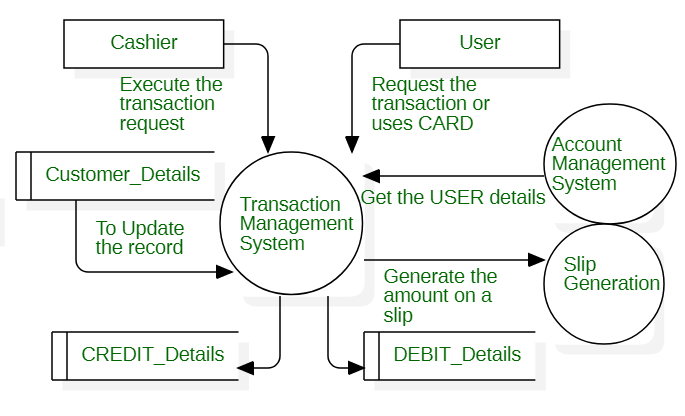 Cashier
User
Execute the
transaction
request
Request the
transaction or
uses CARD
Account
Management
System
Customer_Details
Get the USER details
Transaction
Management
System
To Update
the record
Slip
Generation
Generate the
amount on a
slip
CREDIT_Details
DEBIT_Details